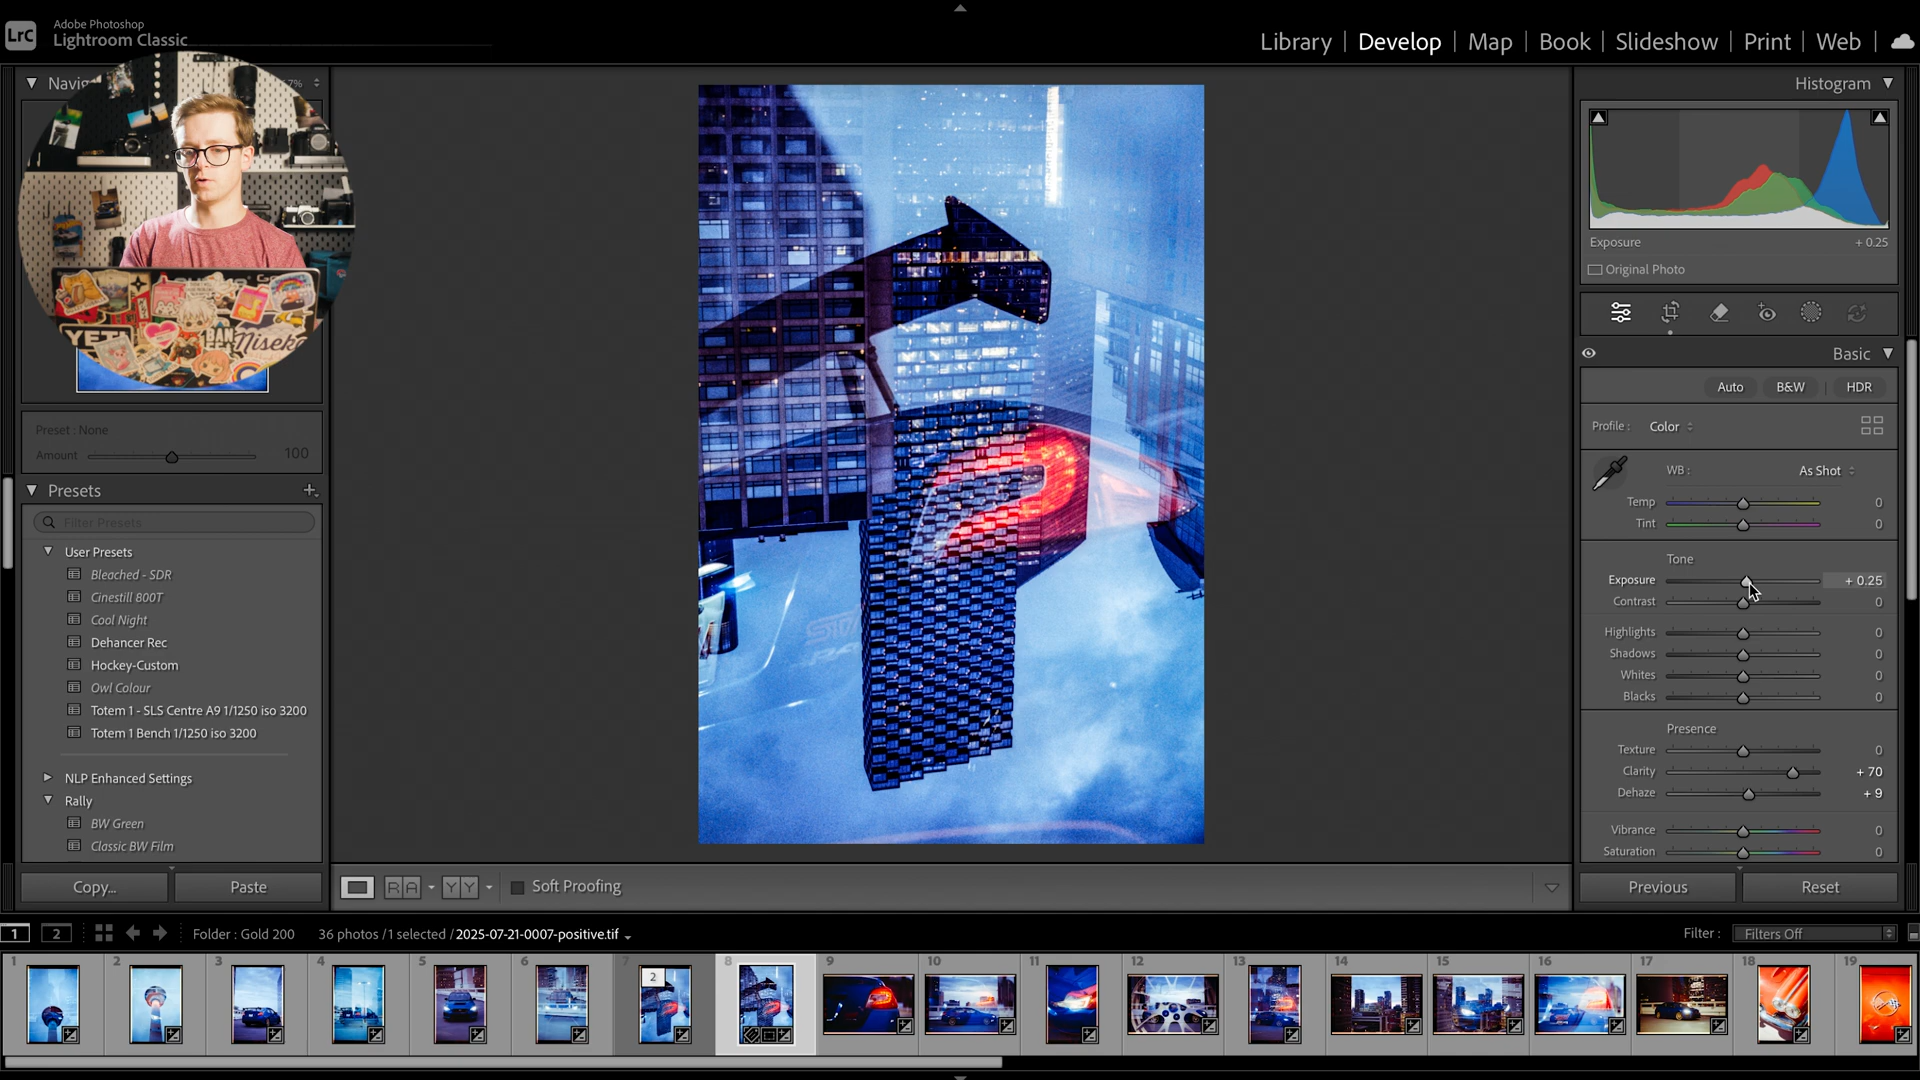 LrC
Adobe Photoshop
Lightroom Classic
Library | Develop | Map | Book | Slideshow | Print | Web
Histogram
Exposure + 0.25
Original Photo
Basic
Auto B&W HDR
Profile : Color
WB : As Shot
Temp 0
Tint 0
Tone
Exposure + 0.25
Contrast 0
Highlights 0
Shadows 0
Whites 0
Blacks 0
Presence
Texture 0
Clarity + 70
Dehaze + 9
Vibrance 0
Saturation 0
Previous Reset
YETI
Niseko
Preset : None
Amount 100
Presets
Filter Presets
User Presets
Bleached - SDR
Cinestill 800T
Cool Night
Dehancer Rec
Hockey-Custom
Owl Colour
Totem 1 - SLS Centre A9 1/1250 iso 3200
Totem 1 Bench 1/1250 iso 3200
NLP Enhanced Settings
Rally
BW Green
Classic BW Film
Copy... Paste
RA YY Soft Proofing
1 2 Folder : Gold 200 36 photos /1 selected /2025-07-21-0007-positive.tif
Filter : Filters Off
1 2 3 4 5 6 7 8 9 10 11 12 13 14 15 16 17 18 19
2